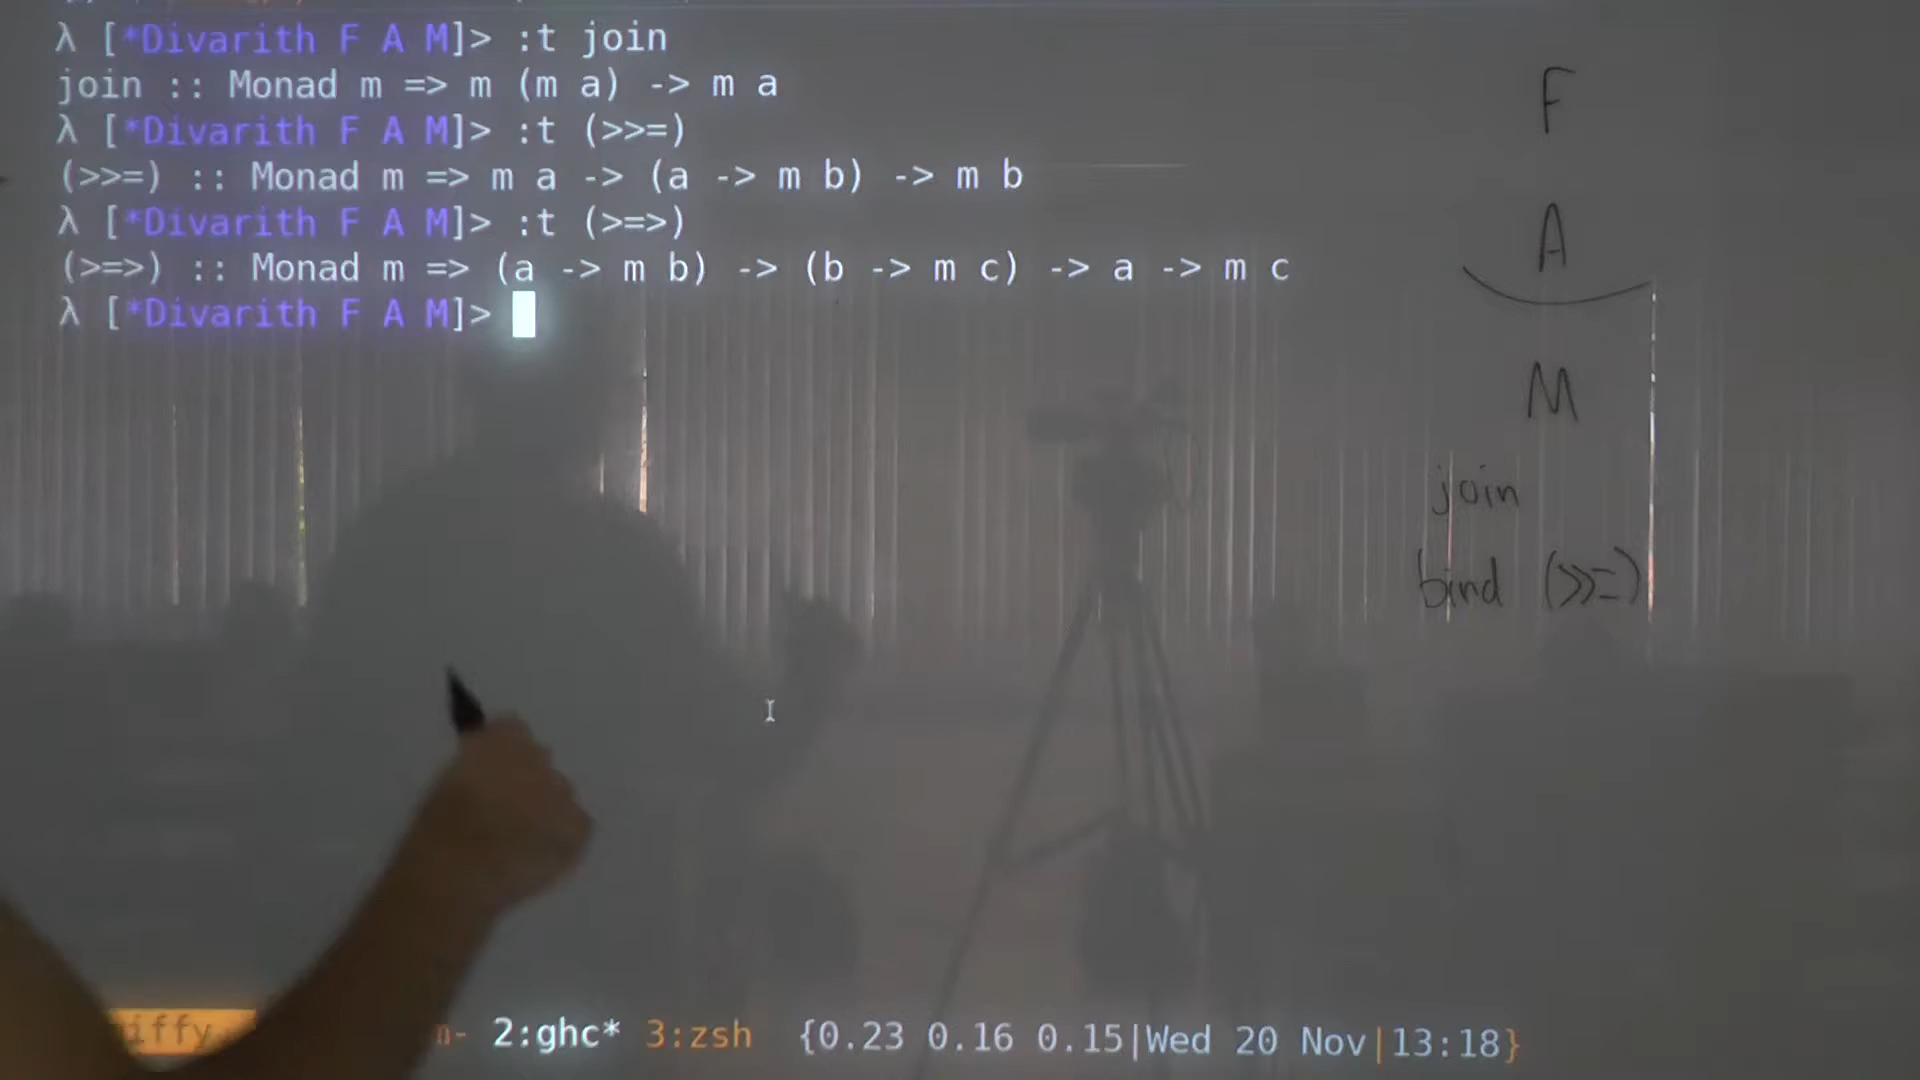 λ [*Divarith F A M]> :t join
join :: Monad m => m (m a) -> m a
λ [*Divarith F A M]> :t (>>=)
(>>=) :: Monad m => m a -> (a -> m b) -> m b
λ [*Divarith F A M]> :t (>=>)
(>=>) :: Monad m => (a -> m b) -> (b -> m c) -> a -> m c
λ [*Divarith F A M]>
F
A
M
join
bind (>>=)
2:ghc* 3:zsh {0.23 0.16 0.15|Wed 20 Nov|13:18}